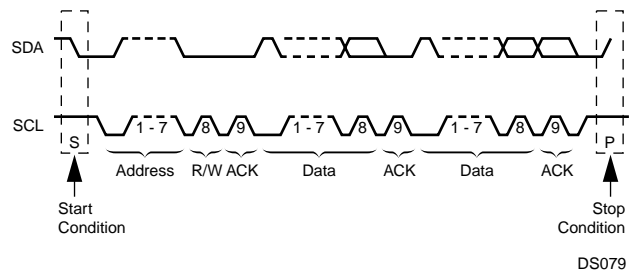 SDA
SCL 1 - 7 8 9 1 - 7 8 9 1 - 7 8 9
S P
Address R/W ACK Data ACK Data ACK
Start
Condition
Stop
Condition
DS079